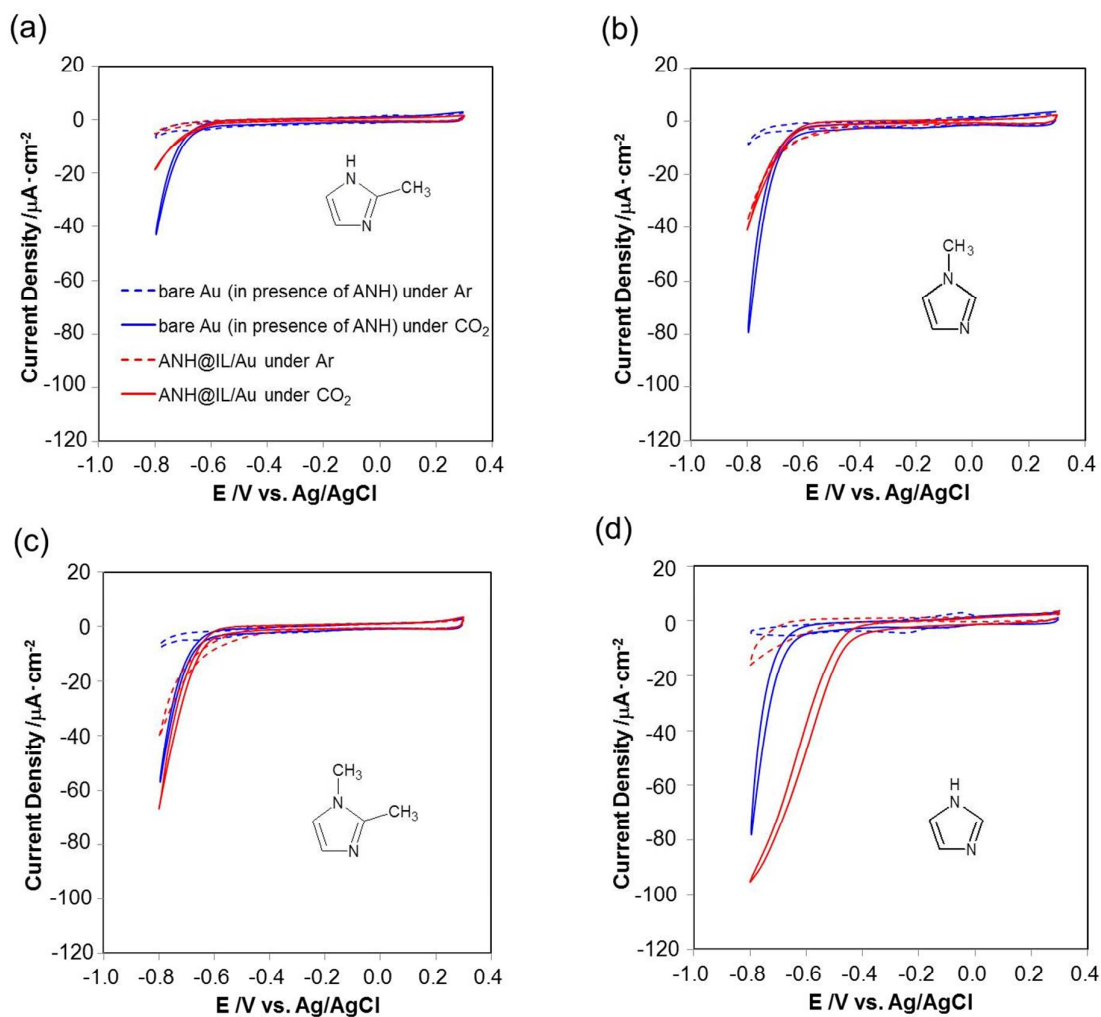 (a)
20
0
-20
-40
-60
-80
-100
-120
-1.0 -0.8 -0.6 -0.4 -0.2 0.0 0.2 0.4
E /V vs. Ag/AgCl
Current Density /μA·cm-2
H
N
CH3
N
bare Au (in presence of ANH) under Ar
bare Au (in presence of ANH) under CO2
ANH@IL/Au under Ar
ANH@IL/Au under CO2
(b)
20
0
-20
-40
-60
-80
-100
-120
-1.0 -0.8 -0.6 -0.4 -0.2 0.0 0.2 0.4
E /V vs. Ag/AgCl
Current Density /μA·cm-2
CH3
N
N
(c)
20
0
-20
-40
-60
-80
-100
-120
-1.0 -0.8 -0.6 -0.4 -0.2 0.0 0.2 0.4
E /V vs. Ag/AgCl
Current Density /μA·cm-2
CH3
N
CH3
N
(d)
20
0
-20
-40
-60
-80
-100
-120
-1.0 -0.8 -0.6 -0.4 -0.2 0.0 0.2 0.4
E /V vs. Ag/AgCl
Current Density /μA·cm-2
H
N
N